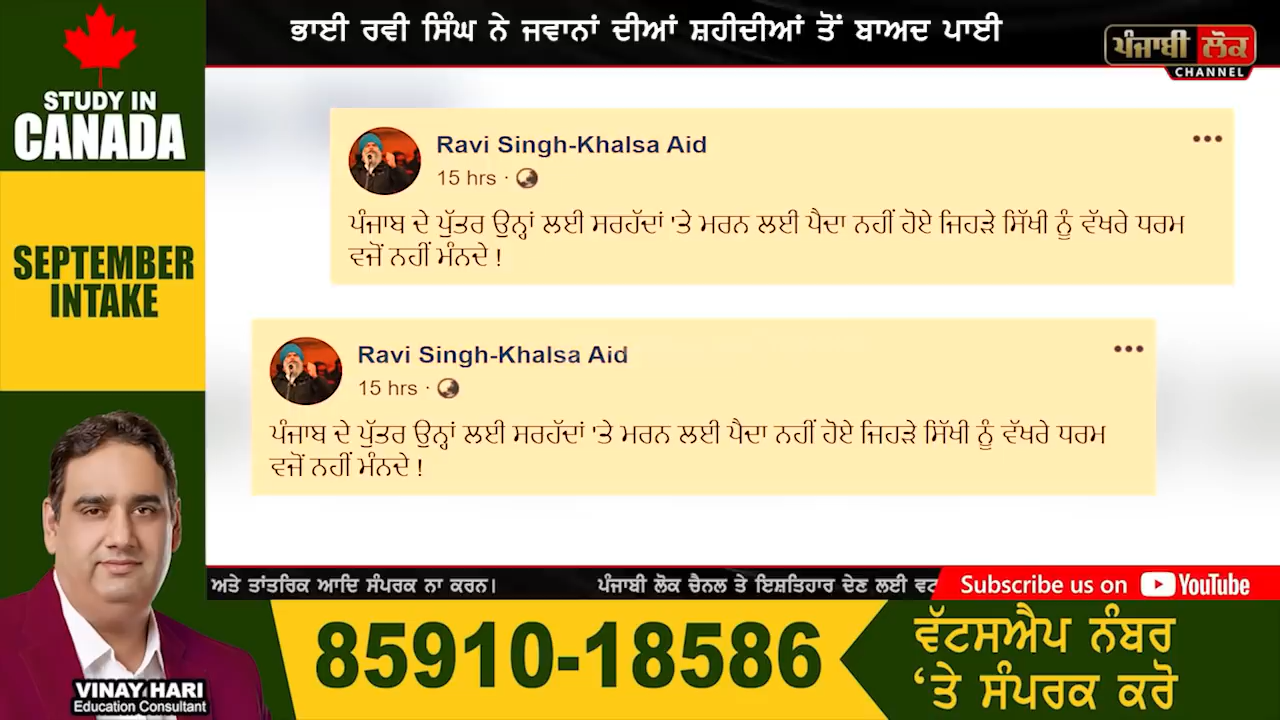 ਭਾਈ ਰਵੀ ਸਿੰਘ ਨੇ ਜਵਾਨਾਂ ਦੀਆਂ ਸ਼ਹੀਦੀਆਂ ਤੋਂ ਬਾਅਦ ਪਾਈ
ਪੰਜਾਬੀ ਲੋਕ
CHANNEL
STUDY IN
CANADA
SEPTEMBER
INTAKE
Ravi Singh-Khalsa Aid
15 hrs ·
ਪੰਜਾਬ ਦੇ ਪੁੱਤਰ ਉਨ੍ਹਾਂ ਲਈ ਸਰਹੱਦਾਂ 'ਤੇ ਮਰਨ ਲਈ ਪੈਦਾ ਨਹੀਂ ਹੋਏ ਜਿਹੜੇ ਸਿੱਖੀ ਨੂੰ ਵੱਖਰੇ ਧਰਮ
ਵਜੋਂ ਨਹੀਂ ਮੰਨਦੇ !
Ravi Singh-Khalsa Aid
15 hrs ·
ਪੰਜਾਬ ਦੇ ਪੁੱਤਰ ਉਨ੍ਹਾਂ ਲਈ ਸਰਹੱਦਾਂ 'ਤੇ ਮਰਨ ਲਈ ਪੈਦਾ ਨਹੀਂ ਹੋਏ ਜਿਹੜੇ ਸਿੱਖੀ ਨੂੰ ਵੱਖਰੇ ਧਰਮ
ਵਜੋਂ ਨਹੀਂ ਮੰਨਦੇ !
ਅਤੇ ਤਾਂਤਰਿਕ ਆਦਿ ਸੰਪਰਕ ਨਾ ਕਰਨ। ਪੰਜਾਬੀ ਲੋਕ ਚੈਨਲ ਤੇ ਇਸ਼ਤਿਹਾਰ ਦੇਣ ਲਈ
Subscribe us on YouTube
85910-18586
ਵੱਟਸਐਪ ਨੰਬਰ
'ਤੇ ਸੰਪਰਕ ਕਰੋ
VINAY HARI
Education Consultant